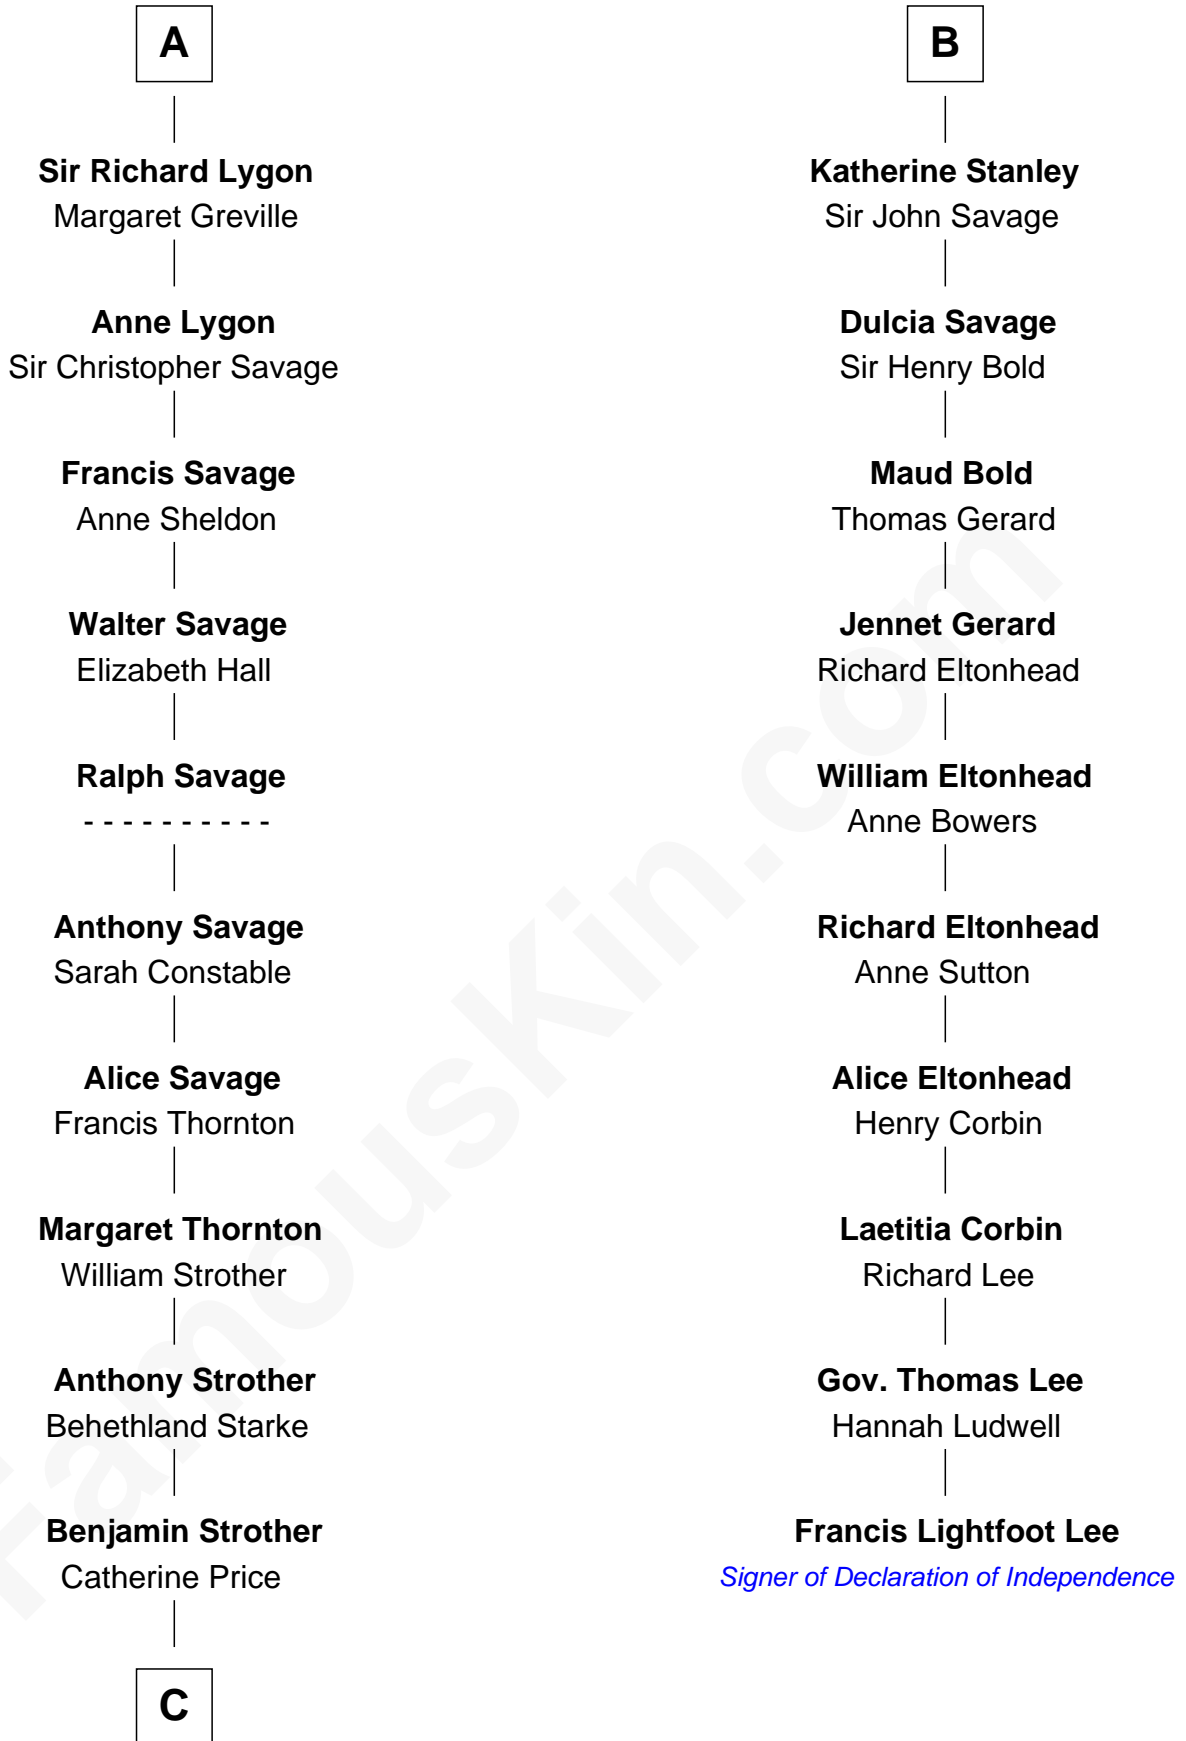 A
Sir Richard Lygon
Margaret Greville
Anne Lygon
Sir Christopher Savage
Francis Savage
Anne Sheldon
Walter Savage
Elizabeth Hall
Ralph Savage
- - - - - - - - - -
Anthony Savage
Sarah Constable
Alice Savage
Francis Thornton
Margaret Thornton
William Strother
Anthony Strother
Behethland Starke
Benjamin Strother
Catherine Price
C
B
Katherine Stanley
Sir John Savage
Dulcia Savage
Sir Henry Bold
Maud Bold
Thomas Gerard
Jennet Gerard
Richard Eltonhead
William Eltonhead
Anne Bowers
Richard Eltonhead
Anne Sutton
Alice Eltonhead
Henry Corbin
Laetitia Corbin
Richard Lee
Gov. Thomas Lee
Hannah Ludwell
Francis Lightfoot Lee
Signer of Declaration of Independence
FamousKin.com